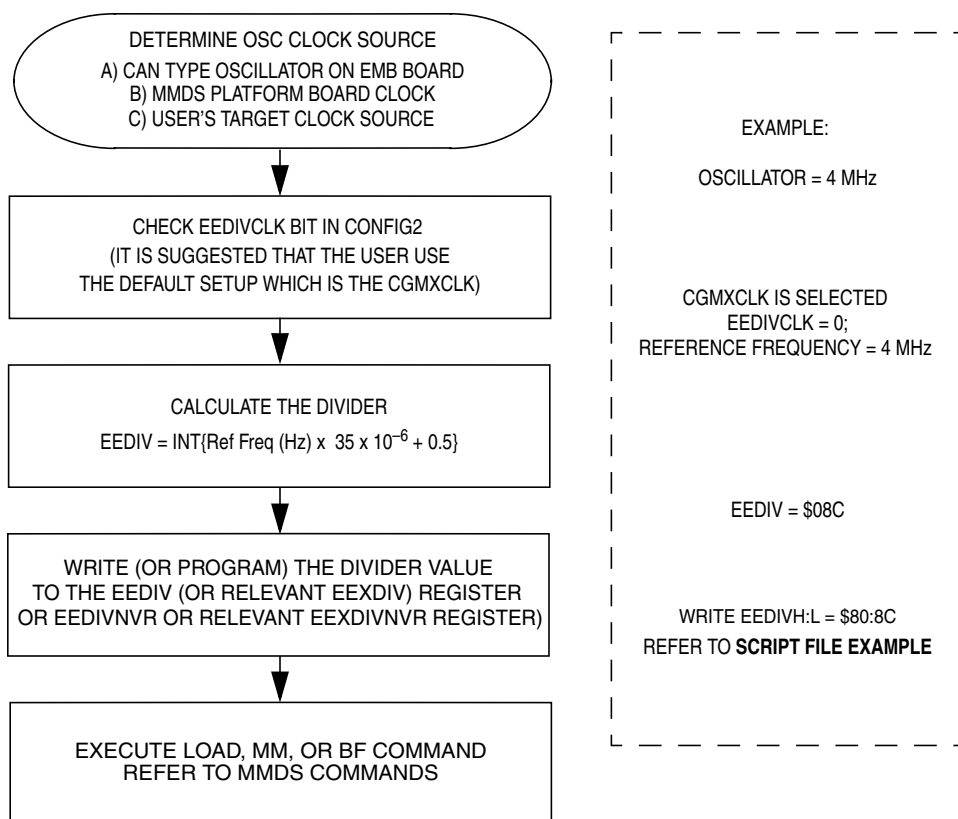 DETERMINE OSC CLOCK SOURCE
A) CAN TYPE OSCILLATOR ON EMB BOARD
B) MMDS PLATFORM BOARD CLOCK
C) USER'S TARGET CLOCK SOURCE
CHECK EEDIVCLK BIT IN CONFIG2
(IT IS SUGGESTED THAT THE USER USE
THE DEFAULT SETUP WHICH IS THE CGMXCLK)
CALCULATE THE DIVIDER
EEDIV = INT{Ref Freq (Hz) x 35 x 10⁻⁶ + 0.5}
WRITE (OR PROGRAM) THE DIVIDER VALUE
TO THE EEDIV (OR RELEVANT EEXDIV) REGISTER
OR EEDIVNVR OR RELEVANT EEXDIVNVR REGISTER)
EXECUTE LOAD, MM, OR BF COMMAND
REFER TO MMDS COMMANDS
EXAMPLE:
OSCILLATOR = 4 MHz
CGMXCLK IS SELECTED
EEDIVCLK = 0;
REFERENCE FREQUENCY = 4 MHz
EEDIV = $08C
WRITE EEDIVH:L = $80:8C
REFER TO SCRIPT FILE EXAMPLE